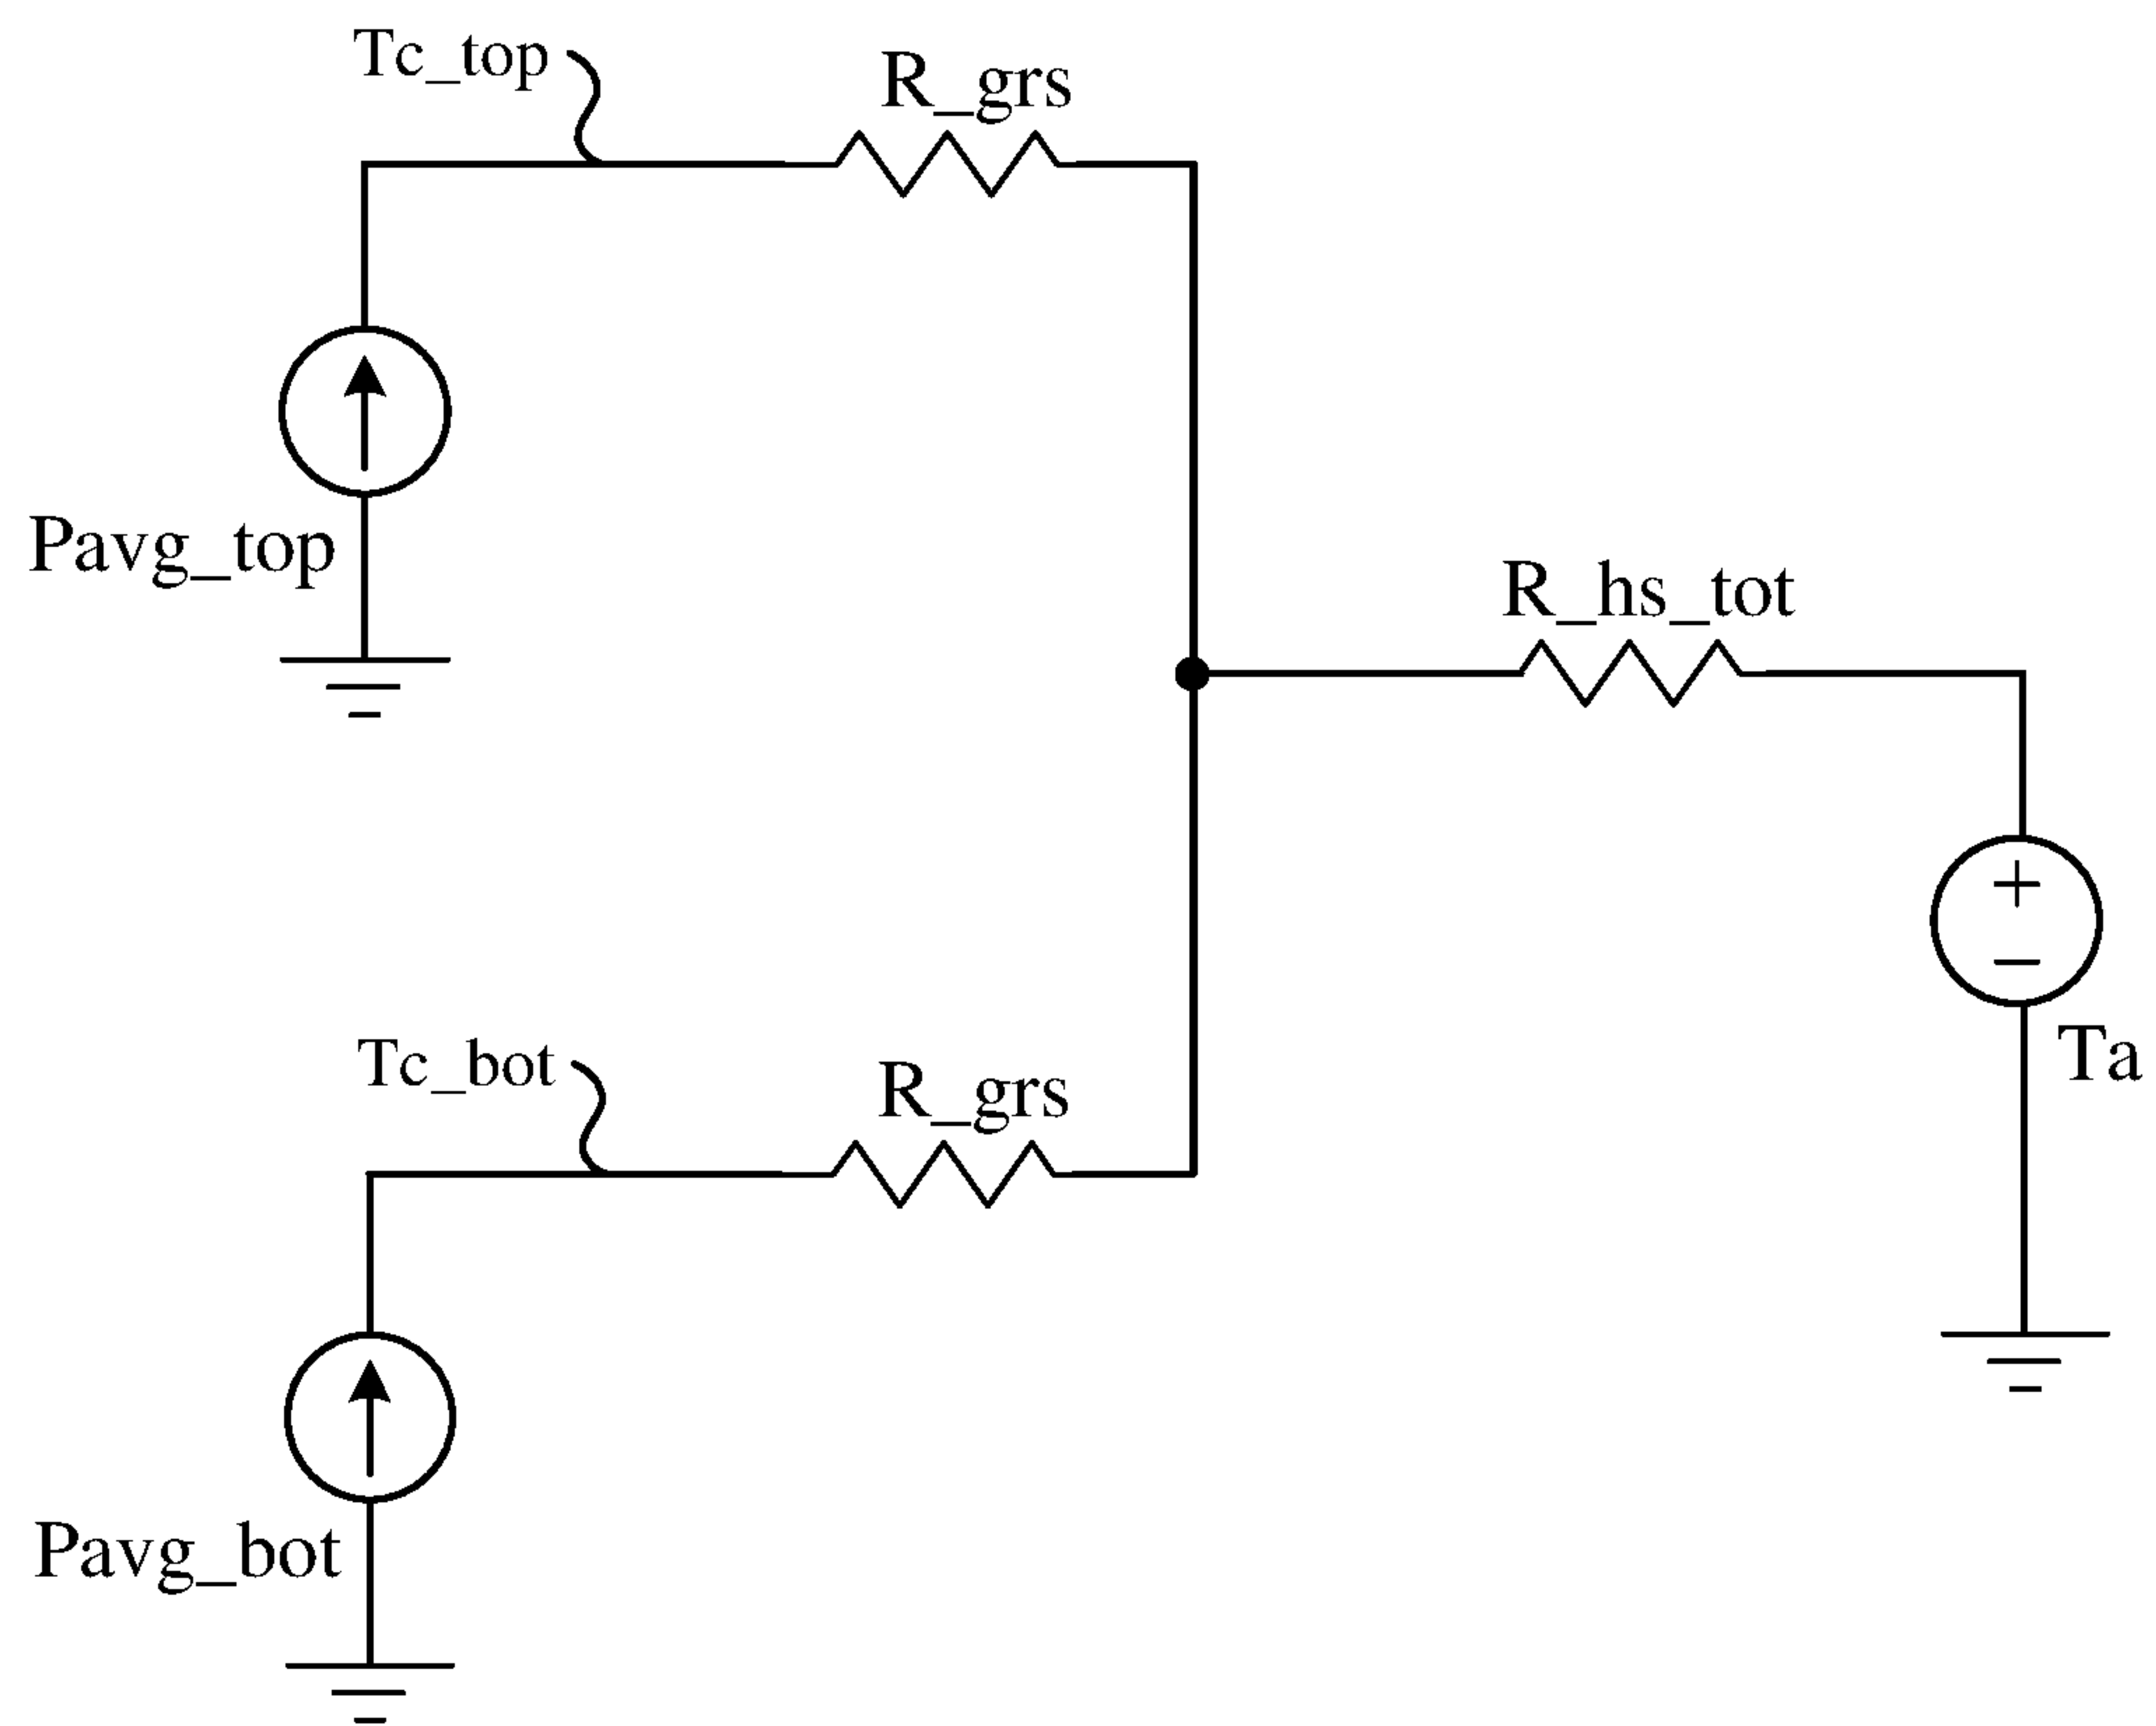 Tc_top
R_grs
Pavg_top
R_hs_tot
+
−
Ta
Tc_bot
R_grs
Pavg_bot